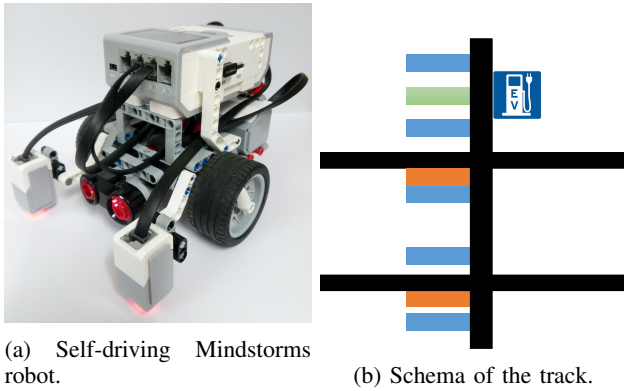 E
V
(a) Self-driving Mindstorms
robot.
(b) Schema of the track.